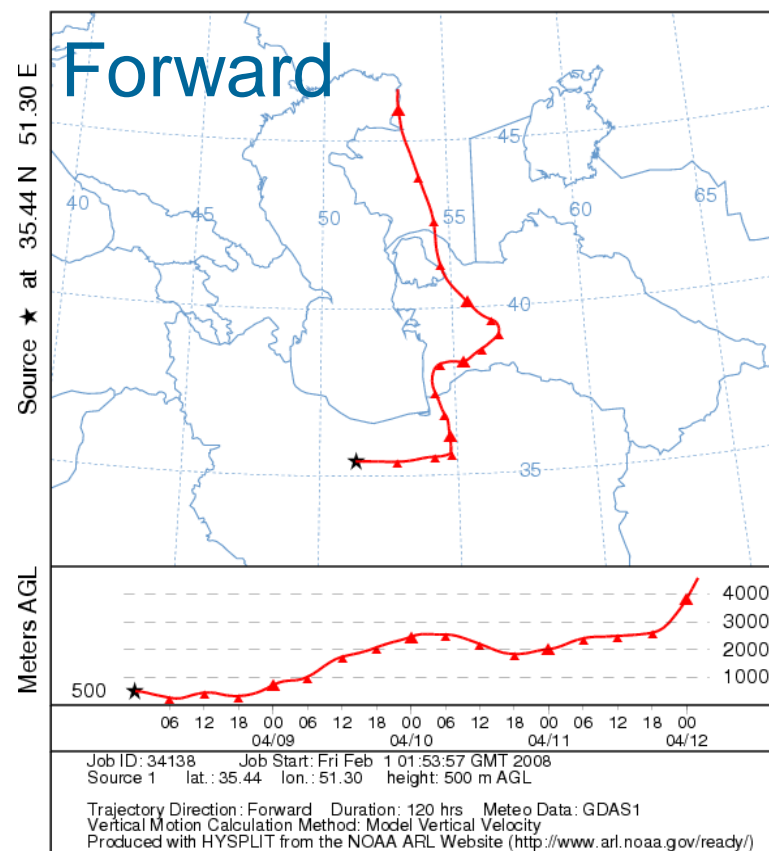 Forward
Source ★ at 35.44 N 51.30 E
40
45
50
55
60
65
45
40
35
Meters AGL
4000
3000
2000
1000
500
06 12 18 00 06 12 18 00 06 12 18 00 06 12 18 00
04/09 04/10 04/11 04/12
Job ID: 34138 Job Start: Fri Feb 1 01:53:57 GMT 2008
Source 1 lat.: 35.44 lon.: 51.30 height: 500 m AGL
Trajectory Direction: Forward Duration: 120 hrs Meteo Data: GDAS1
Vertical Motion Calculation Method: Model Vertical Velocity
Produced with HYSPLIT from the NOAA ARL Website (http://www.arl.noaa.gov/ready/)